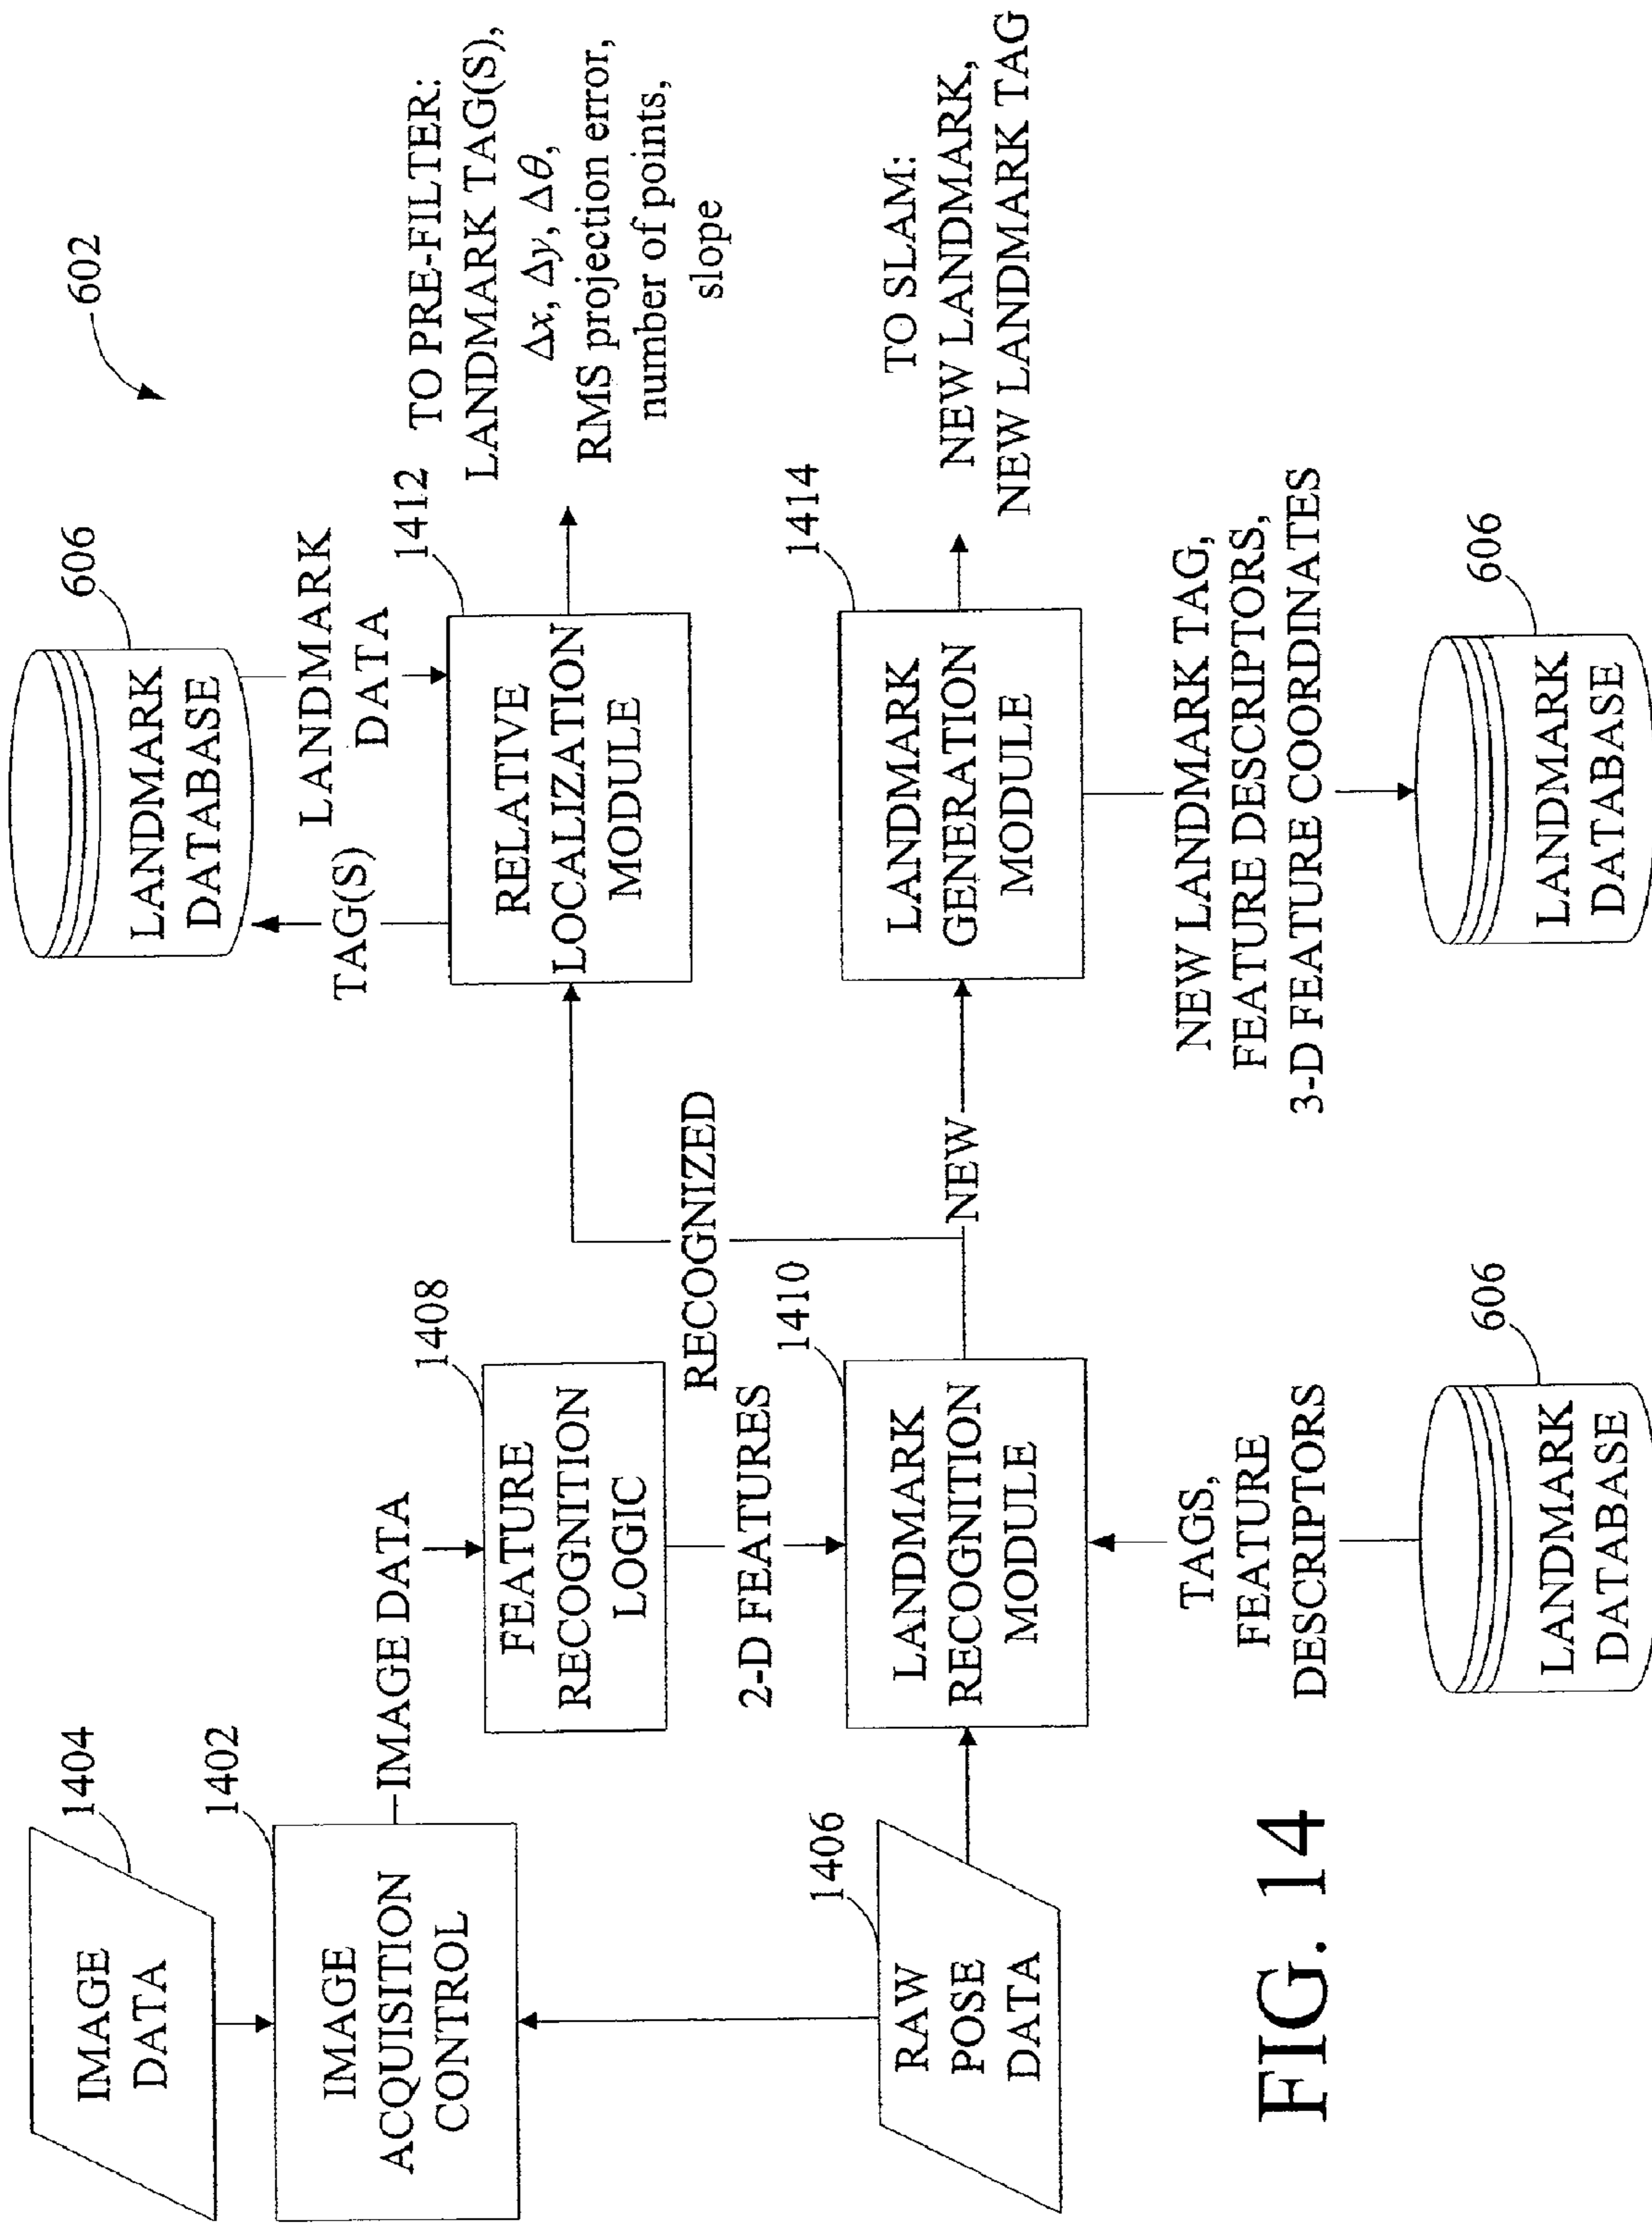 602
1404
IMAGE
DATA
1402
IMAGE
ACQUISITION
CONTROL
IMAGE DATA
1406
RAW
POSE
DATA
1408
FEATURE
RECOGNITION
LOGIC
2-D FEATURES
1410
LANDMARK
RECOGNITION
MODULE
TAGS,
FEATURE
DESCRIPTORS
606
LANDMARK
DATABASE
RECOGNIZED
NEW
606
LANDMARK
DATABASE
TAG(S)
LANDMARK
DATA
1412
RELATIVE
LOCALIZATION
MODULE
TO PRE-FILTER:
LANDMARK TAG(S),
Δx, Δy, Δθ,
RMS projection error,
number of points,
slope
1414
LANDMARK
GENERATION
MODULE
TO SLAM:
NEW LANDMARK,
NEW LANDMARK TAG
NEW LANDMARK TAG,
FEATURE DESCRIPTORS,
3-D FEATURE COORDINATES
606
LANDMARK
DATABASE
FIG. 14